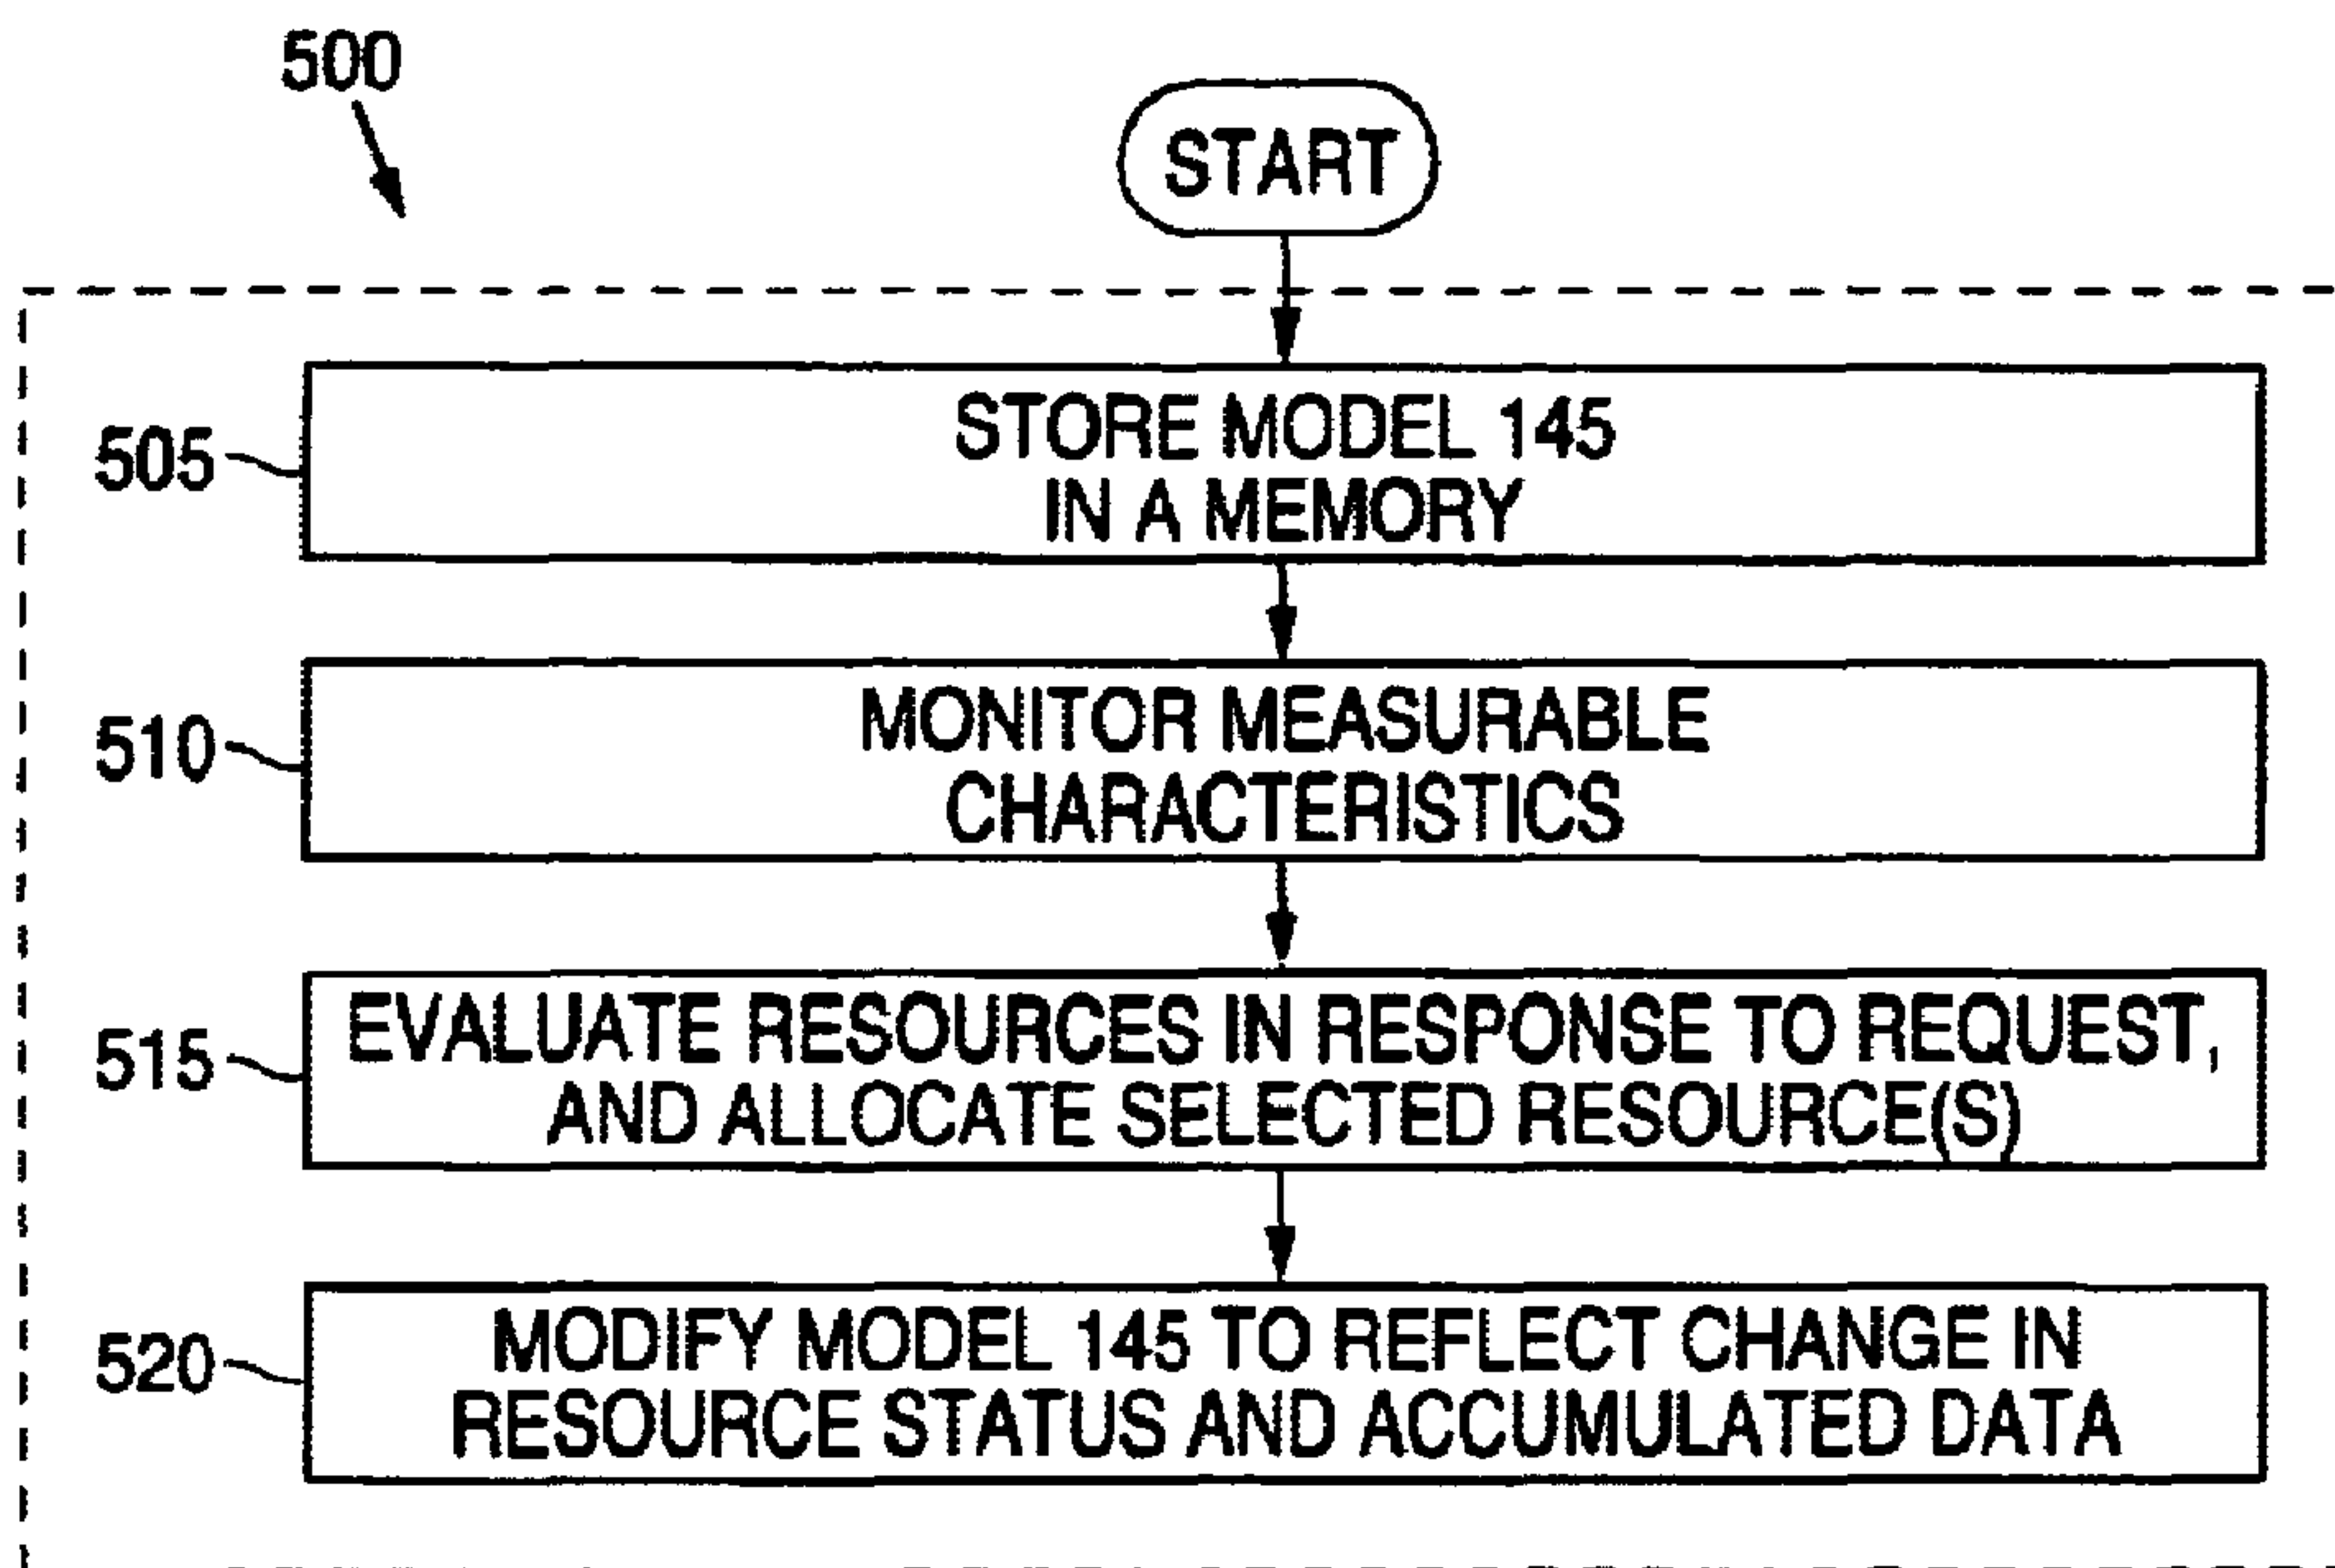 500
START
505
STORE MODEL 145
IN A MEMORY
510
MONITOR MEASURABLE
CHARACTERISTICS
515
EVALUATE RESOURCES IN RESPONSE TO REQUEST,
AND ALLOCATE SELECTED RESOURCE(S)
520
MODIFY MODEL 145 TO REFLECT CHANGE IN
RESOURCE STATUS AND ACCUMULATED DATA